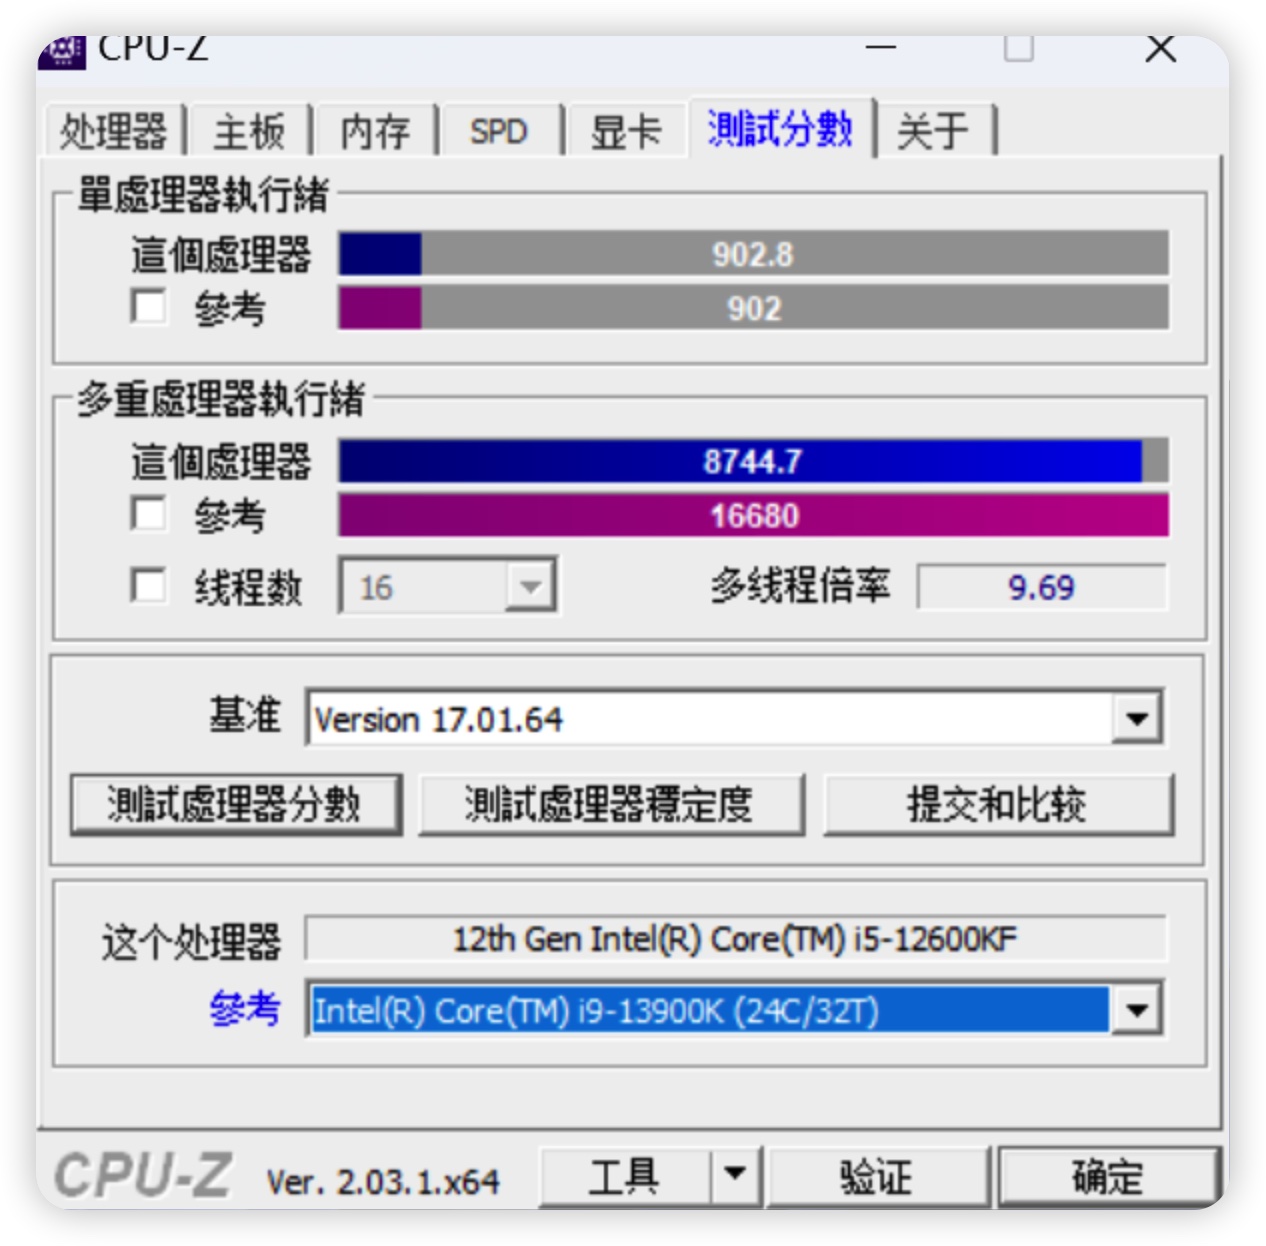 CPU-Z
处理器 主板 内存 SPD 显卡 測試分數 关于
單處理器執行緒
這個處理器 902.8
參考 902
多重處理器執行緒
這個處理器 8744.7
參考 16680
线程数 16 多线程倍率 9.69
基准 Version 17.01.64
測試處理器分數 測試處理器穩定度 提交和比较
这个处理器 12th Gen Intel(R) Core(TM) i5-12600KF
參考 Intel(R) Core(TM) i9-13900K (24C/32T)
CPU-Z Ver. 2.03.1.x64 工具 验证 确定